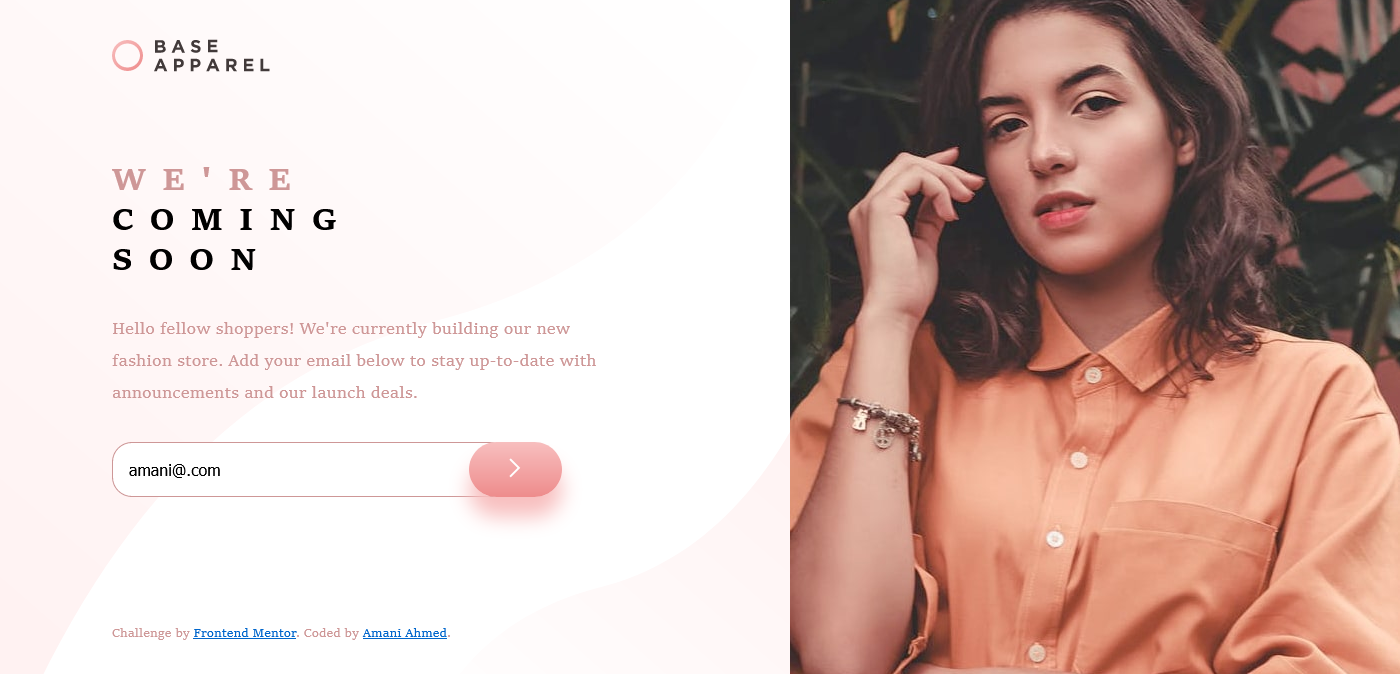 BASE
APPAREL
WE'RE
COMING
SOON
Hello fellow shoppers! We're currently building our new
fashion store. Add your email below to stay up-to-date with
announcements and our launch deals.
amani@.com
Challenge by Frontend Mentor. Coded by Amani Ahmed.